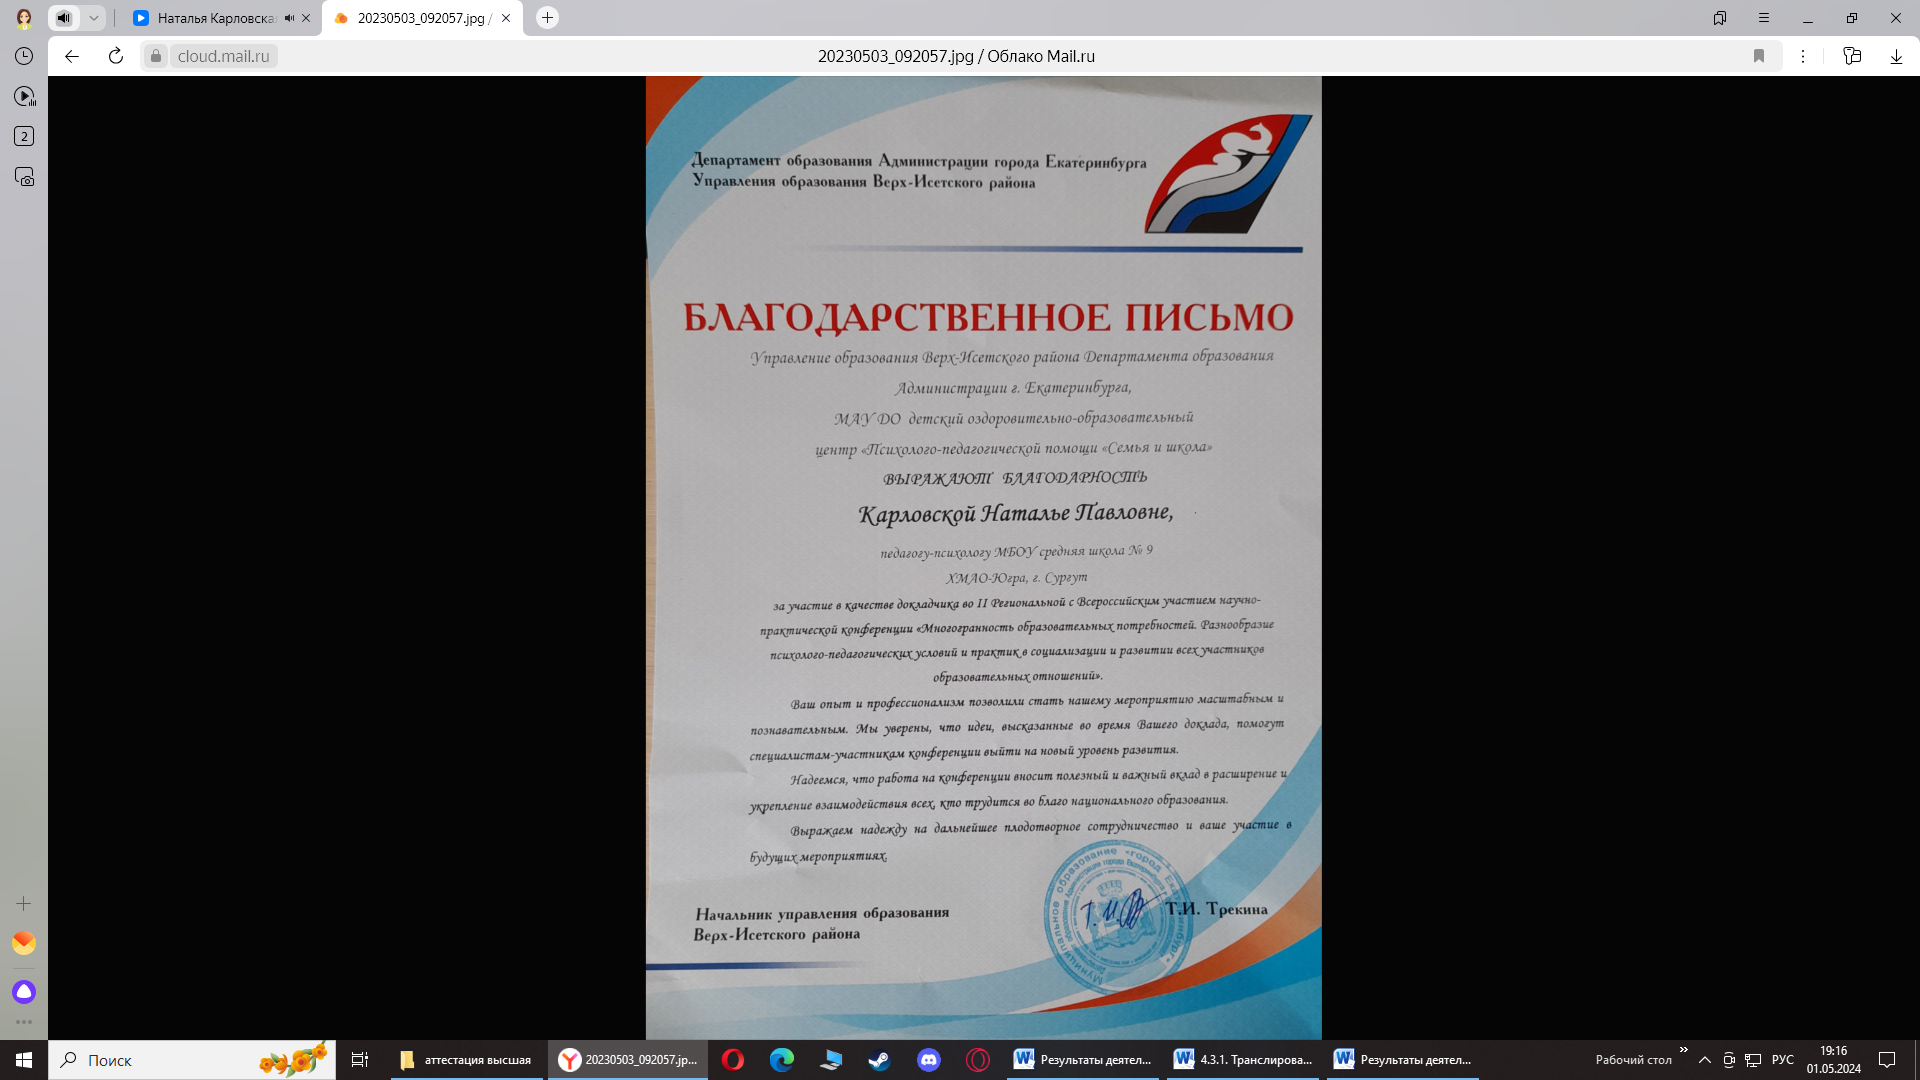 Наталья Карловска
20230503_092057.jpg /
cloud.mail.ru
20230503_092057.jpg / Облако Mail.ru
2
Департамент образования Администрации города Екатеринбурга
Управления образования Верх-Исетского района
БЛАГОДАРСТВЕННОЕ ПИСЬМО
Управление образования Верх-Исетского района Департамента образования
Администрации г. Екатеринбурга,
МАУ ДО детский оздоровительно-образовательный
центр «Психолого-педагогической помощи «Семья и школа»
ВЫРАЖАЮТ БЛАГОДАРНОСТЬ
Карловской Наталье Павловне,
педагогу-психологу МБОУ средняя школа № 9
ХМАО-Югра, г. Сургут
за участие в качестве докладчика во II Региональной с Всероссийским участием научно-
практической конференции «Многогранность образовательных потребностей. Разнообразие
психолого-педагогических условий и практик в социализации и развитии всех участников
образовательных отношений».
Ваш опыт и профессионализм позволили стать нашему мероприятию масштабным и
познавательным. Мы уверены, что идеи, высказанные во время Вашего доклада, помогут
специалистам-участникам конференции выйти на новый уровень развития.
Надеемся, что работа на конференции вносит полезный и важный вклад в расширение и
укрепление взаимодействия всех, кто трудится во благо национального образования.
Выражаем надежду на дальнейшее плодотворное сотрудничество и ваше участие в
будущих мероприятиях.
Начальник управления образования
Верх-Исетского района
Т.И. Трекина
Муниципальное образование «город Екатеринбург»
Поиск
аттестация высшая
20230503_092057.jp...
Результаты деятел...
4.3.1. Транслирова...
Результаты деятел...
Рабочий стол
РУС
19:16
01.05.2024